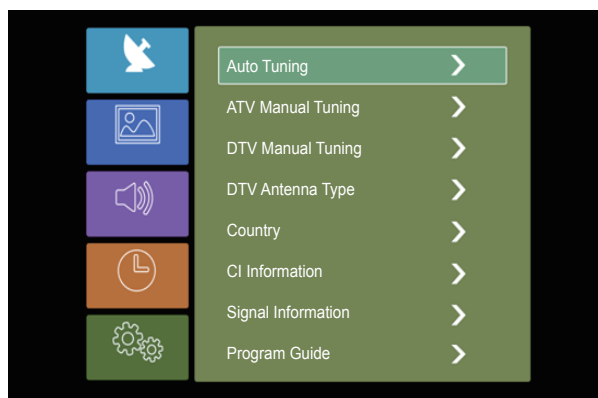 Auto Tuning
ATV Manual Tuning
DTV Manual Tuning
DTV Antenna Type
Country
CI Information
Signal Information
Program Guide